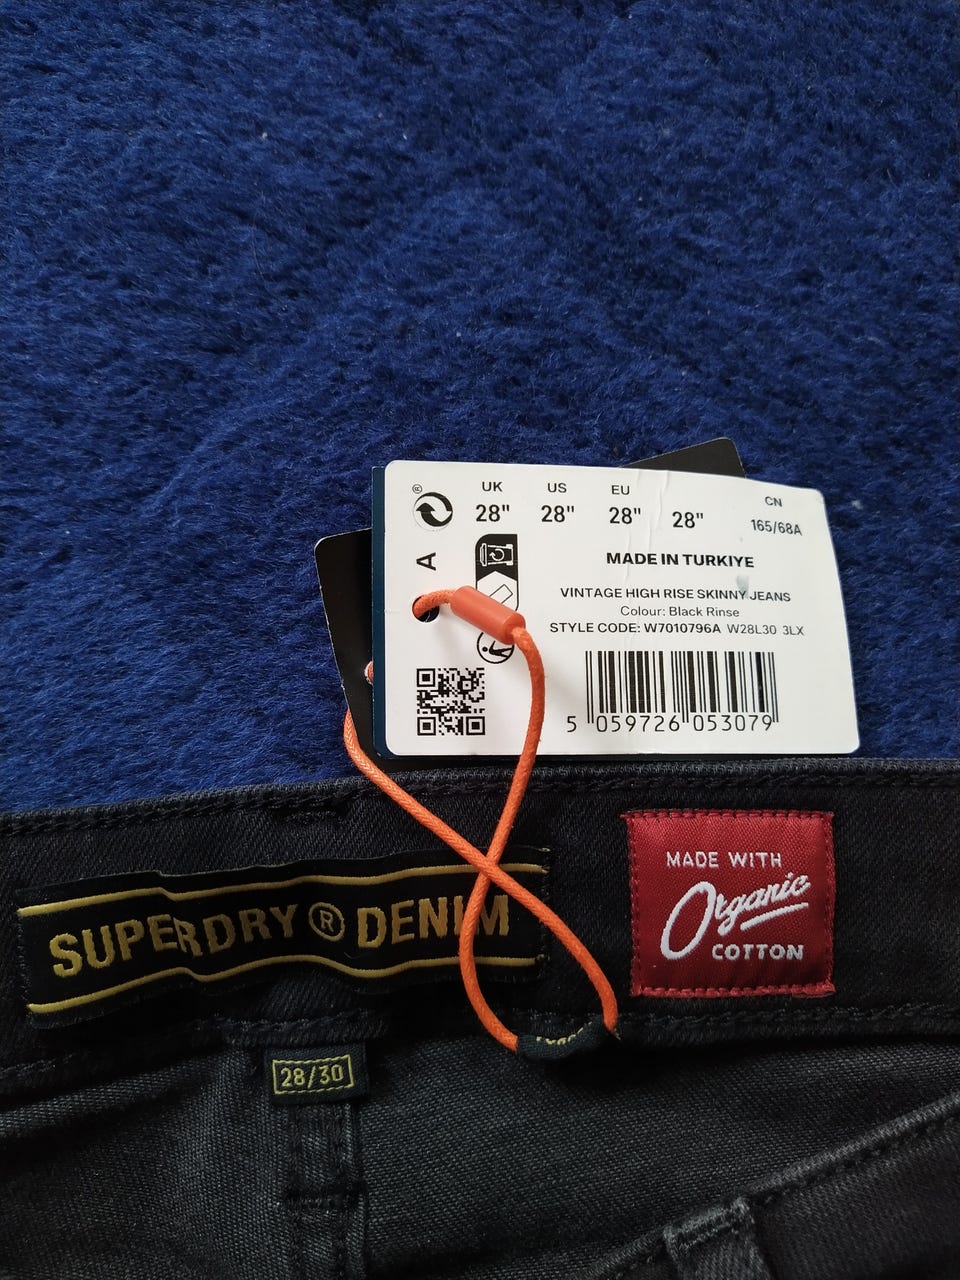 UK US EU CN
28" 28" 28" 28" 165/68A
®
A
MADE IN TURKIYE
VINTAGE HIGH RISE SKINNY JEANS
Colour: Black Rinse
STYLE CODE: W7010796A W28L30 3LX
5 059726 053079
SUPERDRY ® DENIM
MADE WITH
Organic
COTTON
28/30